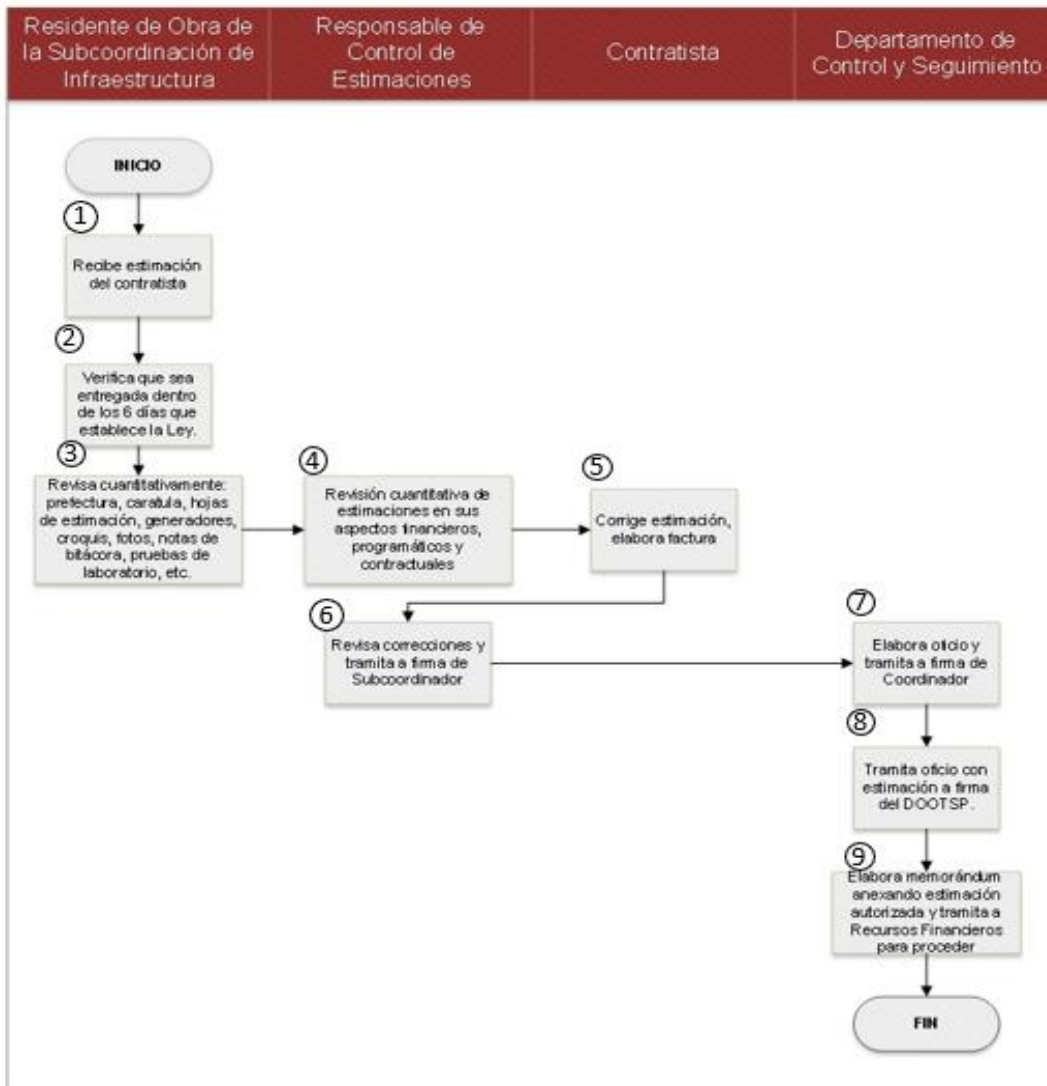 Residente de Obra de
la Subcoordinación de
Infraestructura
Responsable de
Control de
Estimaciones
Contratista
Departamento de
Control y Seguimiento
INICIO
1
Recibe estimación
del contratista
2
Verifica que sea
entregada dentro
de los 6 días que
establece la Ley.
3
Revisa cuantitativamente:
prefectura, caratula, hojas
de estimación, generadores,
croquis, fotos, notas de
bitácora, pruebas de
laboratorio, etc.
4
Revisión cuantitativa de
estimaciones en sus
aspectos financieros,
programáticos y
contractuales
5
Corrige estimación,
elabora factura
6
Revisa correcciones y
tramita a firma de
Subcoordinador
7
Elabora oficio y
tramita a firma de
Coordinador
8
Tramita oficio con
estimación a firma
del DOOTSP.
9
Elabora memorándum
anexando estimación
autorizada y tramita a
Recursos Financieros
para proceder
FIN